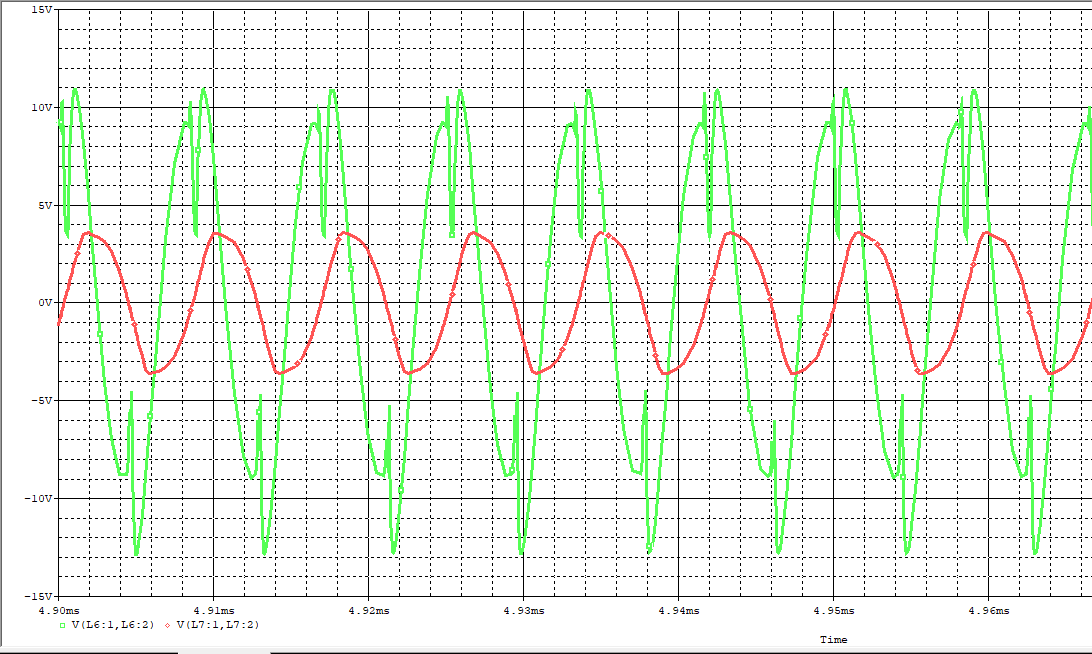 15V
10V
5V
0V
-5V
-10V
-15V
4.90ms 4.91ms 4.92ms 4.93ms 4.94ms 4.95ms 4.96ms
V(L6:1,L6:2) V(L7:1,L7:2)
Time